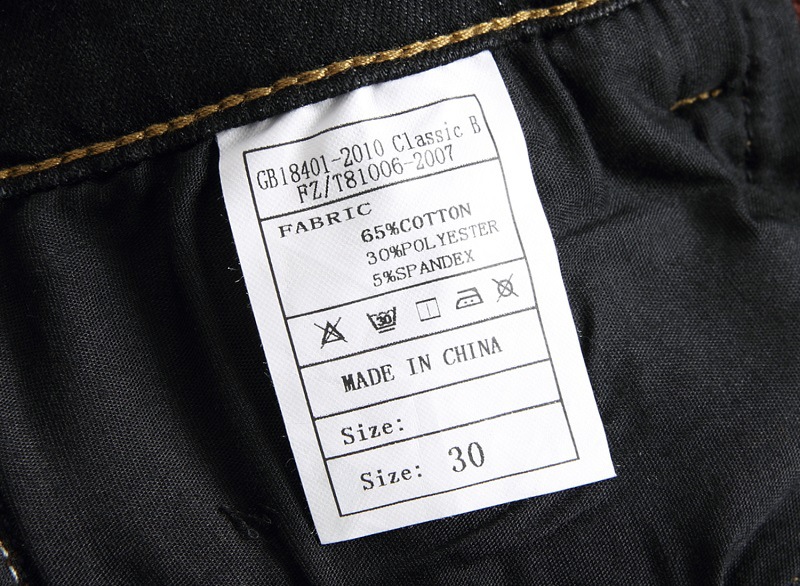 GB18401-2010 Classic B
FZ/T81006-2007
FABRIC
65%COTTON
30%POLYESTER
5%SPANDEX
30
MADE IN CHINA
Size:
Size: 30